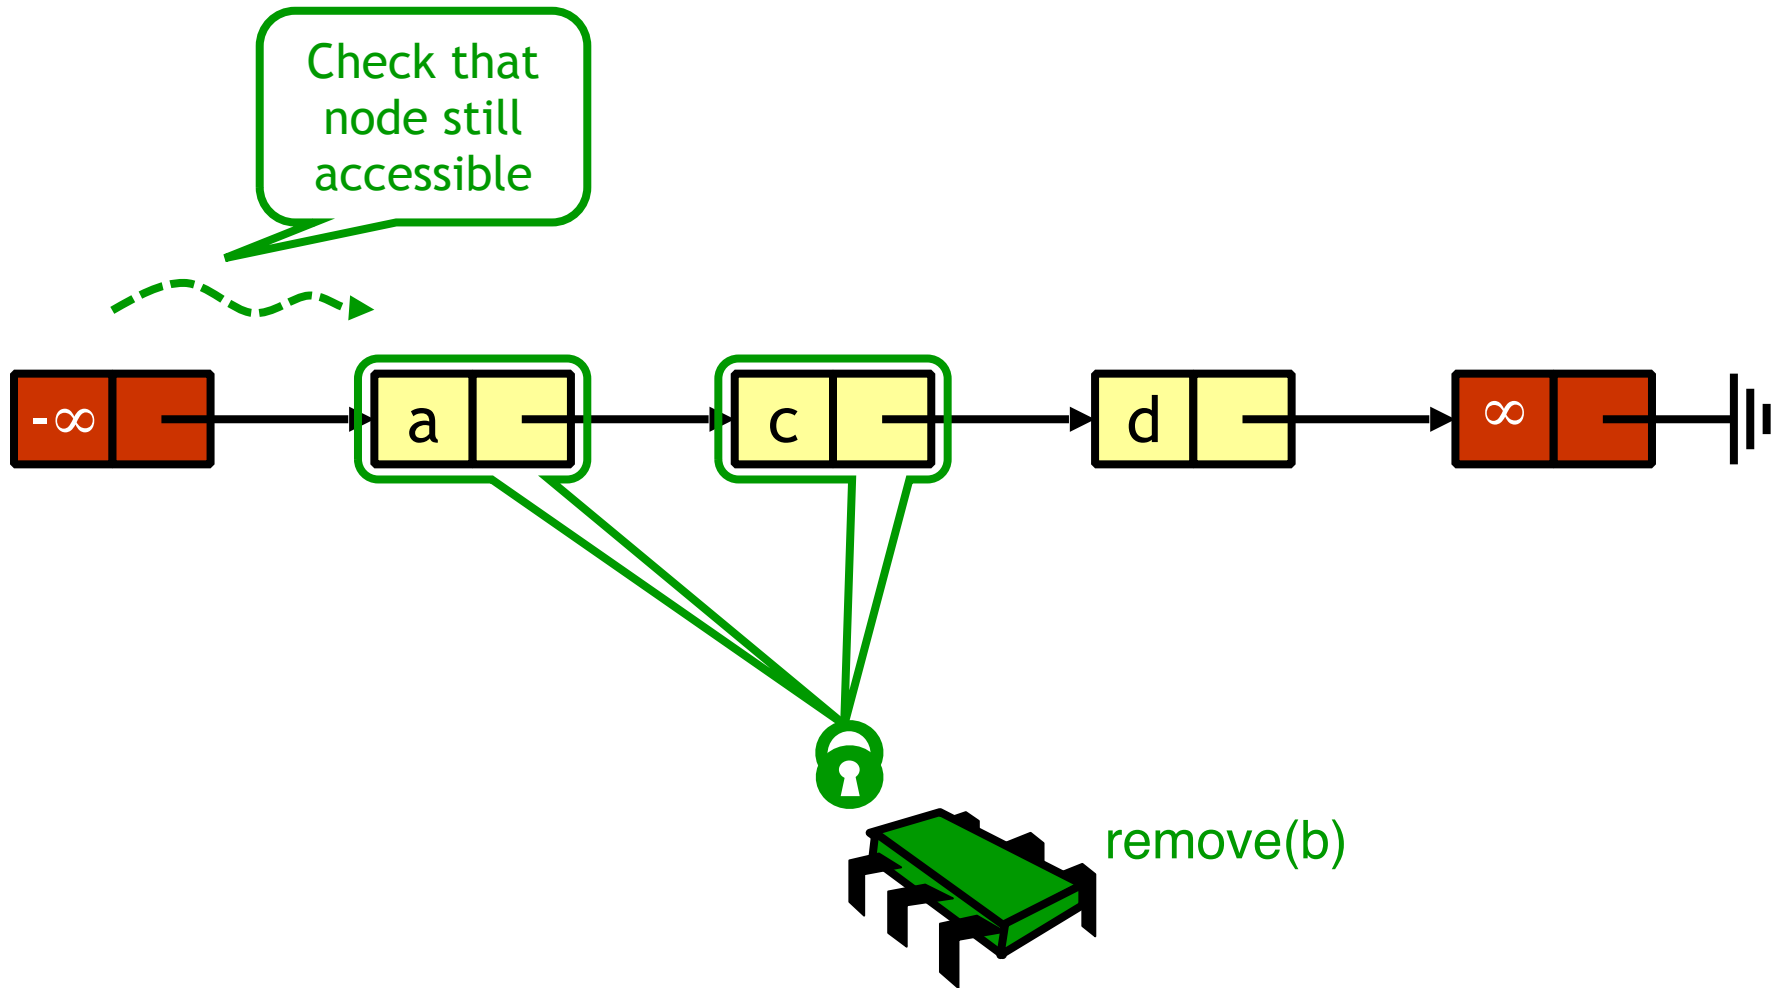 Check that
node still
accessible
-∞ a c d ∞
remove(b)